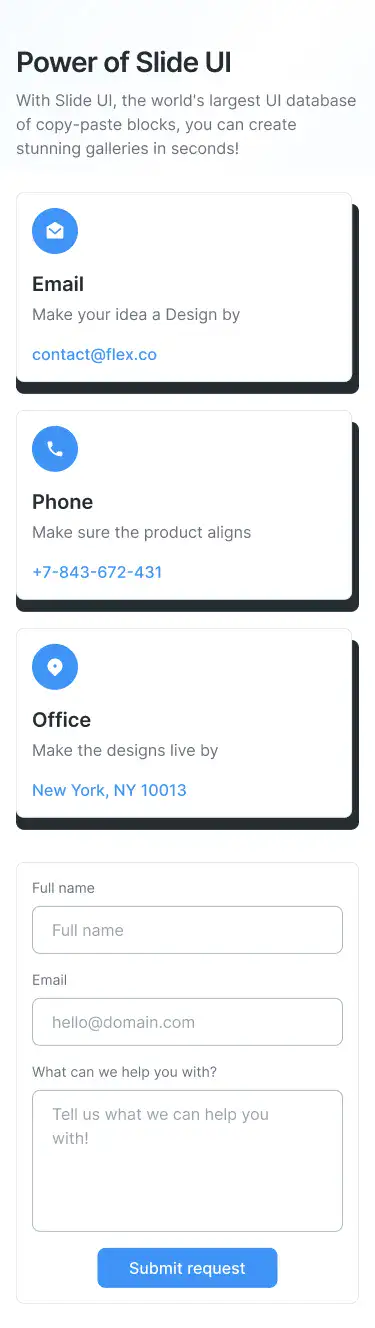 Power of Slide UI
With Slide UI, the world's largest UI database
of copy-paste blocks, you can create
stunning galleries in seconds!
Email
Make your idea a Design by
contact@flex.co
Phone
Make sure the product aligns
+7-843-672-431
Office
Make the designs live by
New York, NY 10013
Full name
Full name
Email
hello@domain.com
What can we help you with?
Tell us what we can help you
with!
Submit request